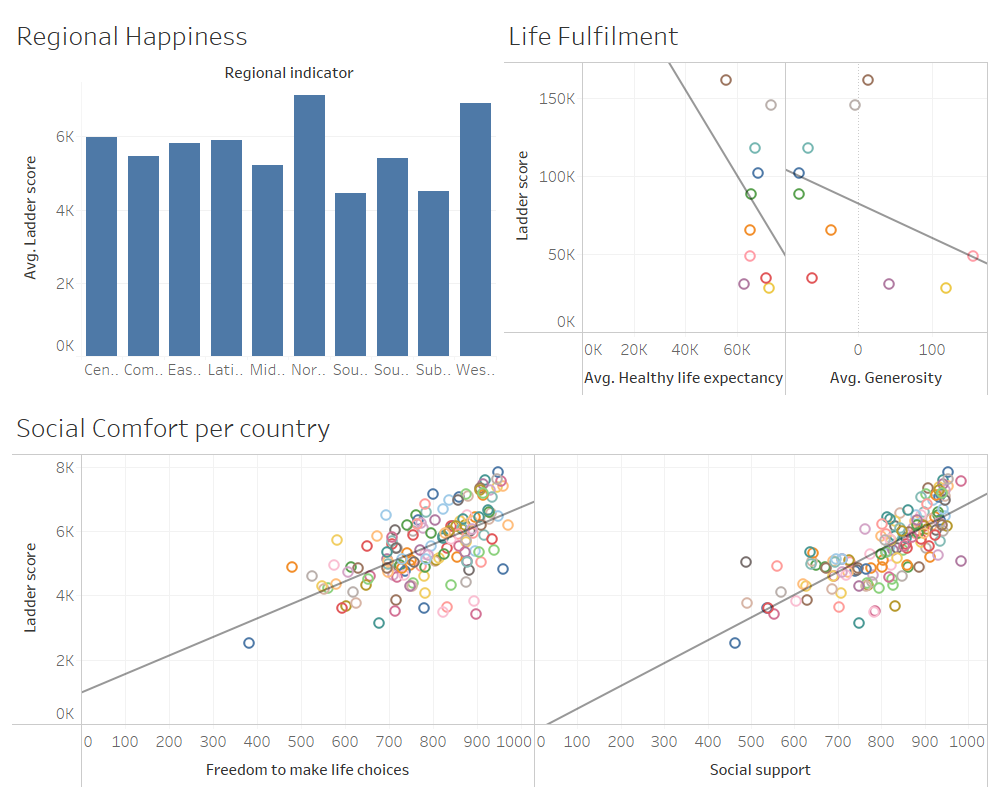 Regional Happiness
Regional indicator
Avg. Ladder score
6K
4K
2K
0K
Cen.. Com.. Eas.. Lati.. Mid.. Nor.. Sou.. Sou.. Sub.. Wes..
Life Fulfilment
Ladder score
150K
100K
50K
0K
0K 20K 40K 60K
0 100
Avg. Healthy life expectancy
Avg. Generosity
Social Comfort per country
Ladder score
8K
6K
4K
2K
0K
0 100 200 300 400 500 600 700 800 900 1000
0 100 200 300 400 500 600 700 800 900 1000
Freedom to make life choices
Social support